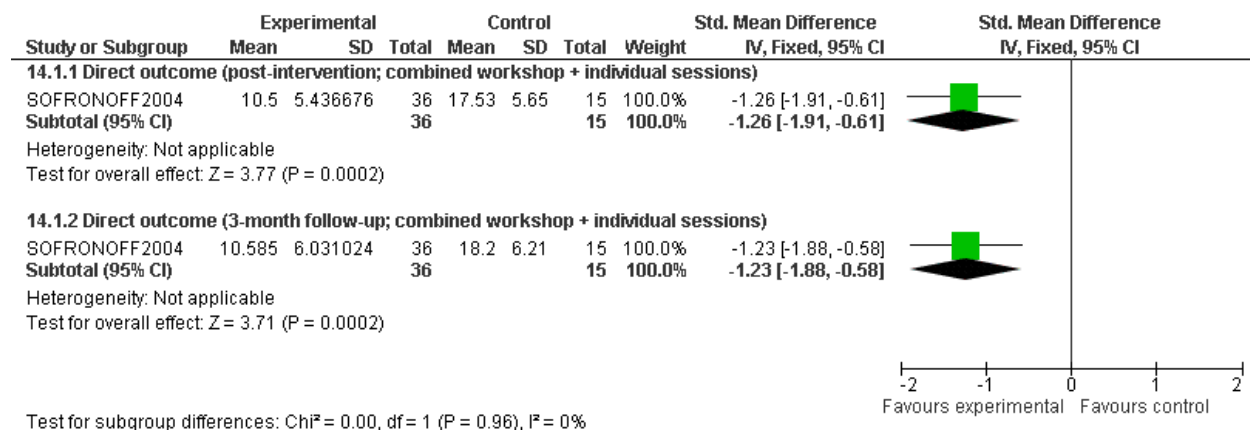 Experimental Control Std. Mean Difference Std. Mean Difference
Study or Subgroup Mean SD Total Mean SD Total Weight IV, Fixed, 95% CI IV, Fixed, 95% CI
14.1.1 Direct outcome (post-intervention; combined workshop + individual sessions)
SOFRONOFF2004 10.5 5.436676 36 17.53 5.65 15 100.0% -1.26 [-1.91, -0.61]
Subtotal (95% CI) 36 15 100.0% -1.26 [-1.91, -0.61]
Heterogeneity: Not applicable
Test for overall effect: Z = 3.77 (P = 0.0002)
14.1.2 Direct outcome (3-month follow-up; combined workshop + individual sessions)
SOFRONOFF2004 10.585 6.031024 36 18.2 6.21 15 100.0% -1.23 [-1.88, -0.58]
Subtotal (95% CI) 36 15 100.0% -1.23 [-1.88, -0.58]
Heterogeneity: Not applicable
Test for overall effect: Z = 3.71 (P = 0.0002)
-2 -1 0 1 2
Favours experimental Favours control
Test for subgroup differences: Chi² = 0.00, df = 1 (P = 0.96), I² = 0%